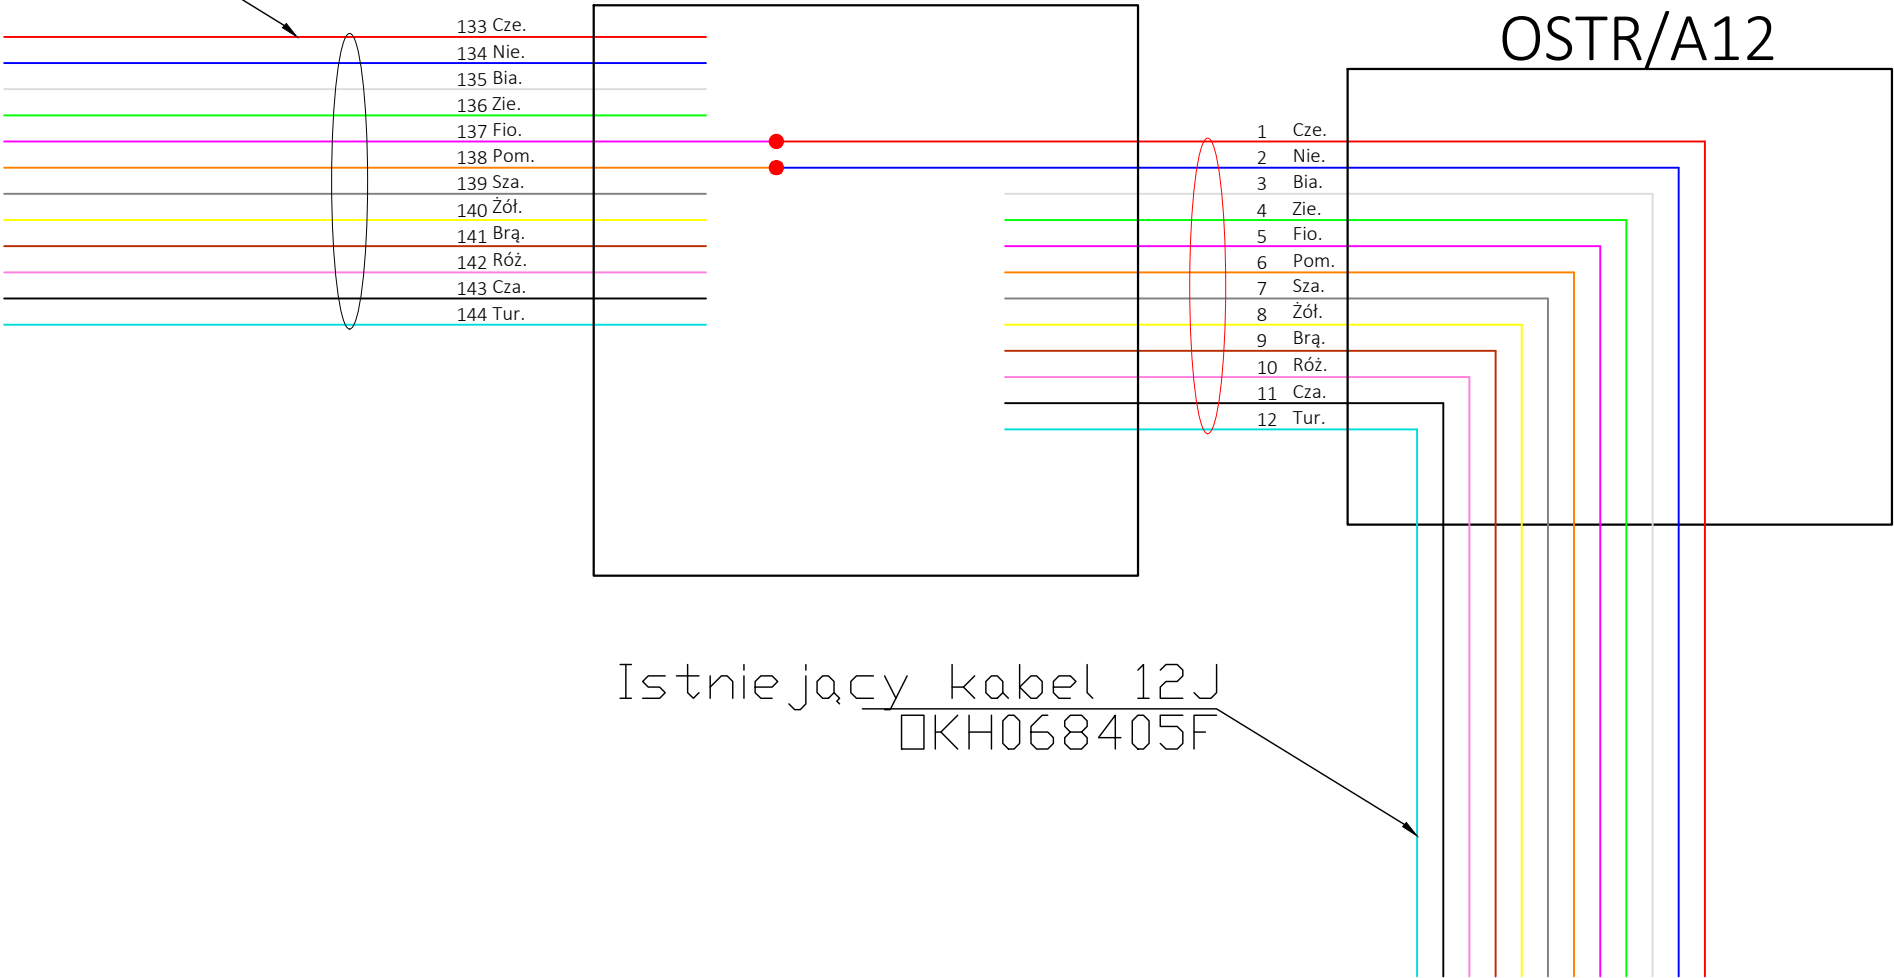 133 Cze.
134 Nie.
135 Bia.
136 Zie.
137 Fio.
138 Pom.
139 Sza.
140 Żół.
141 Brą.
142 Róż.
143 Cza.
144 Tur.
OSTR/A12
1 Cze.
2 Nie.
3 Bia.
4 Zie.
5 Fio.
6 Pom.
7 Sza.
8 Żół.
9 Brą.
10 Róż.
11 Cza.
12 Tur.
Istniejący kabel 12J
□KH068405F